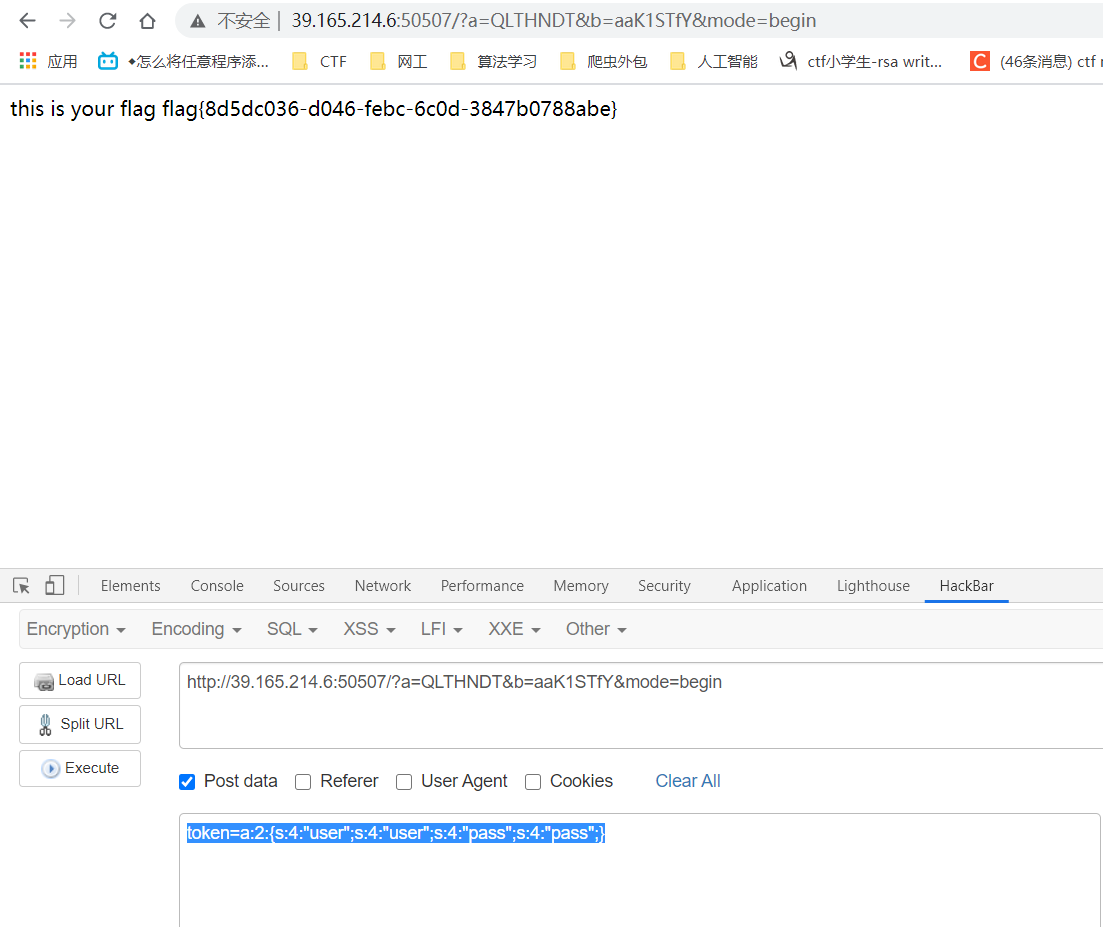 不安全 | 39.165.214.6:50507/?a=QLTHNDT&b=aaK1STfY&mode=begin
应用 ◆怎么将任意程序添... CTF 网工 算法学习 爬虫外包 人工智能 ctf小学生-rsa writ... C (46条消息) ctf r
this is your flag flag{8d5dc036-d046-febc-6c0d-3847b0788abe}
Elements Console Sources Network Performance Memory Security Application Lighthouse HackBar
Encryption Encoding SQL XSS LFI XXE Other
Load URL http://39.165.214.6:50507/?a=QLTHNDT&b=aaK1STfY&mode=begin
Split URL
Execute
Post data Referer User Agent Cookies Clear All
token=a:2:{s:4:"user";s:4:"user";s:4:"pass";s:4:"pass";}